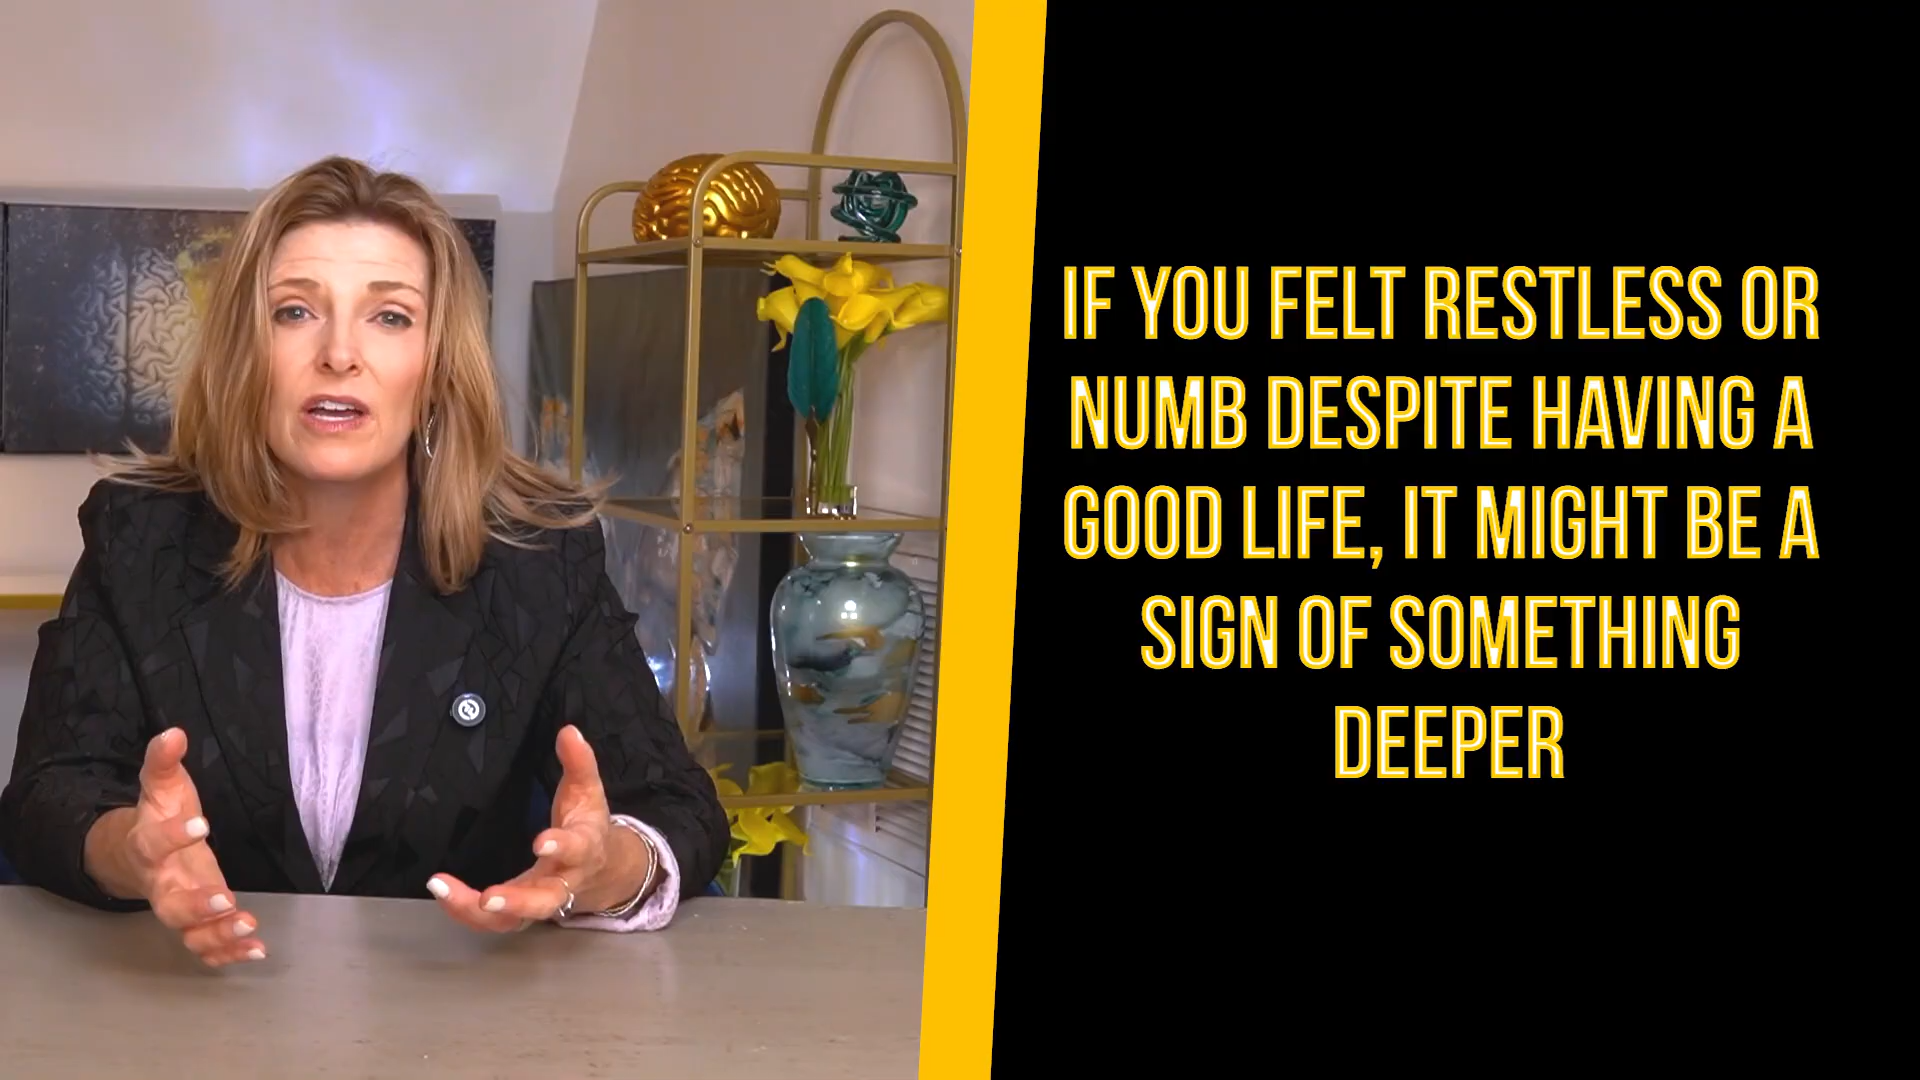 IF YOU FELT RESTLESS OR
NUMB DESPITE HAVING A
GOOD LIFE, IT MIGHT BE A
SIGN OF SOMETHING
DEEPER